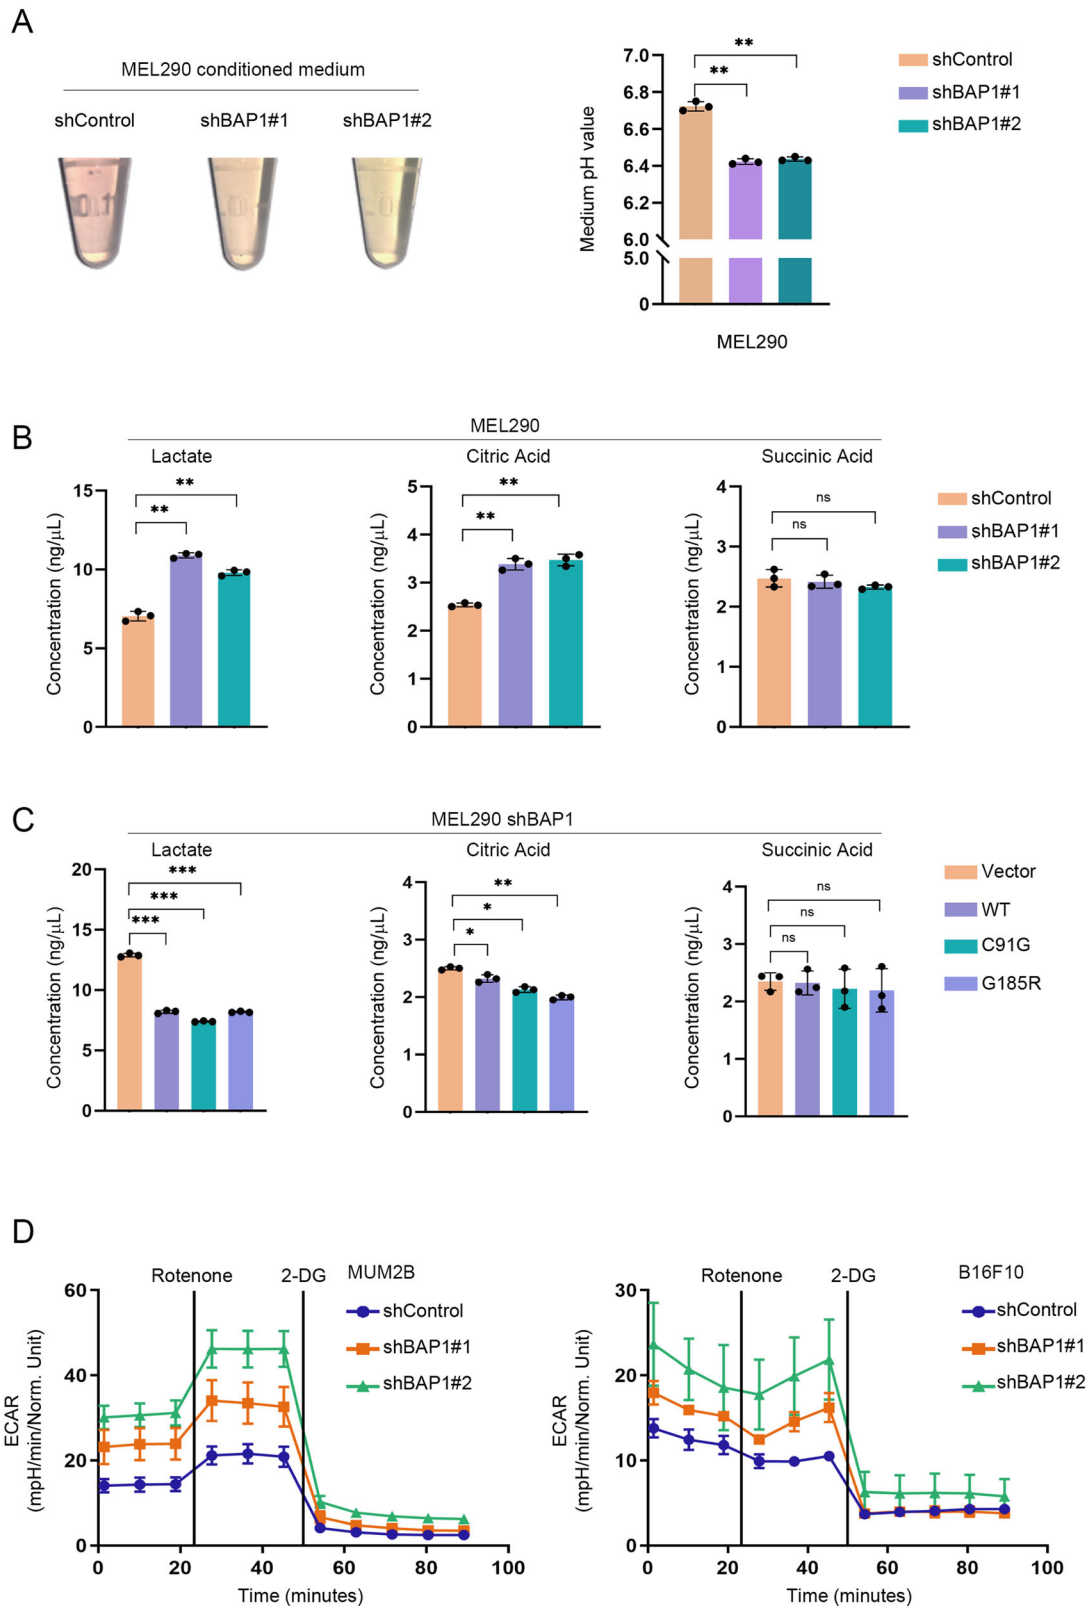 A
MEL290 conditioned medium
shControl shBAP1#1 shBAP1#2
0.1
7.0
6.8
6.6
6.4
6.2
6.0
5.0
0
Medium pH value
** **
MEL290
shControl
shBAP1#1
shBAP1#2
B
MEL290
Lactate Citric Acid Succinic Acid
15
10
5
0
Concentration (ng/μL)
** **
5
4
3
2
1
0
Concentration (ng/μL)
** **
4
3
2
1
0
Concentration (ng/μL)
ns
ns
shControl
shBAP1#1
shBAP1#2
C
MEL290 shBAP1
Lactate Citric Acid Succinic Acid
20
15
10
5
0
Concentration (ng/μL)
***
***
***
4
3
2
1
0
Concentration (ng/μL)
**
*
*
4
3
2
1
0
Concentration (ng/μL)
ns
ns
ns
Vector
WT
C91G
G185R
D
Rotenone 2-DG MUM2B
shControl
shBAP1#1
shBAP1#2
60
40
20
0
ECAR
(mpH/min/Norm. Unit)
0 20 40 60 80 100
Time (minutes)
Rotenone 2-DG B16F10
shControl
shBAP1#1
shBAP1#2
30
20
10
0
ECAR
(mpH/min/Norm. Unit)
0 20 40 60 80 100
Time (minutes)